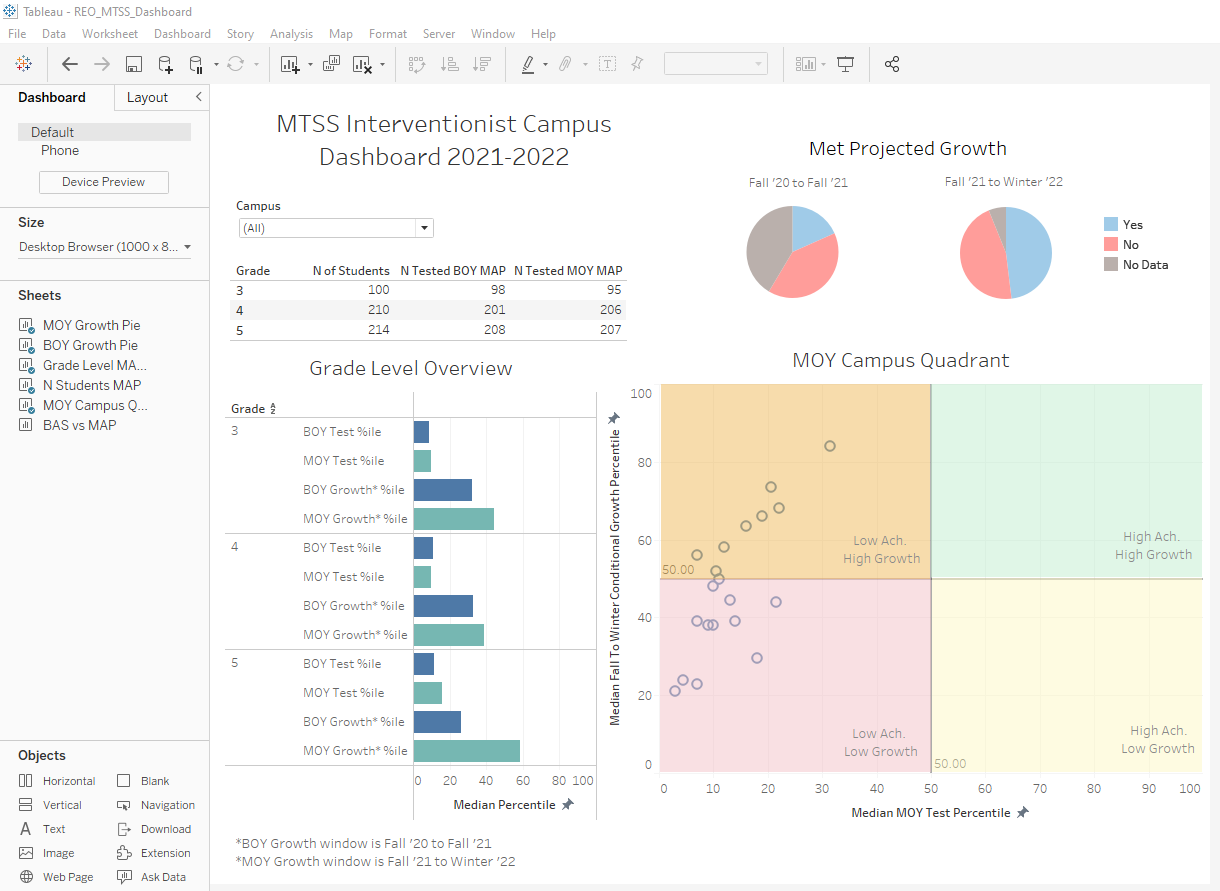 Tableau - REO_MTSS_Dashboard
File Data Worksheet Dashboard Story Analysis Map Format Server Window Help
Dashboard Layout
Default
Phone
Device Preview
Size
Desktop Browser (1000 x 8...
Sheets
MOY Growth Pie
BOY Growth Pie
Grade Level MA...
N Students MAP
MOY Campus Q...
BAS vs MAP
Objects
Horizontal Blank
Vertical Navigation
Text Download
Image Extension
Web Page Ask Data
MTSS Interventionist Campus
Dashboard 2021-2022
Campus
(All)
Grade N of Students N Tested BOY MAP N Tested MOY MAP
3 100 98 95
4 210 201 206
5 214 208 207
Met Projected Growth
Fall '20 to Fall '21 Fall '21 to Winter '22
Yes
No
No Data
Grade Level Overview
Grade
3 BOY Test %ile
MOY Test %ile
BOY Growth* %ile
MOY Growth* %ile
4 BOY Test %ile
MOY Test %ile
BOY Growth* %ile
MOY Growth* %ile
5 BOY Test %ile
MOY Test %ile
BOY Growth* %ile
MOY Growth* %ile
0 20 40 60 80 100
Median Percentile
*BOY Growth window is Fall '20 to Fall '21
*MOY Growth window is Fall '21 to Winter '22
MOY Campus Quadrant
Median Fall To Winter Conditional Growth Percentile
100
80
60
40
20
0
Low Ach.
High Growth
High Ach.
High Growth
50.00
Low Ach.
Low Growth
High Ach.
Low Growth
50.00
0 10 20 30 40 50 60 70 80 90 100
Median MOY Test Percentile